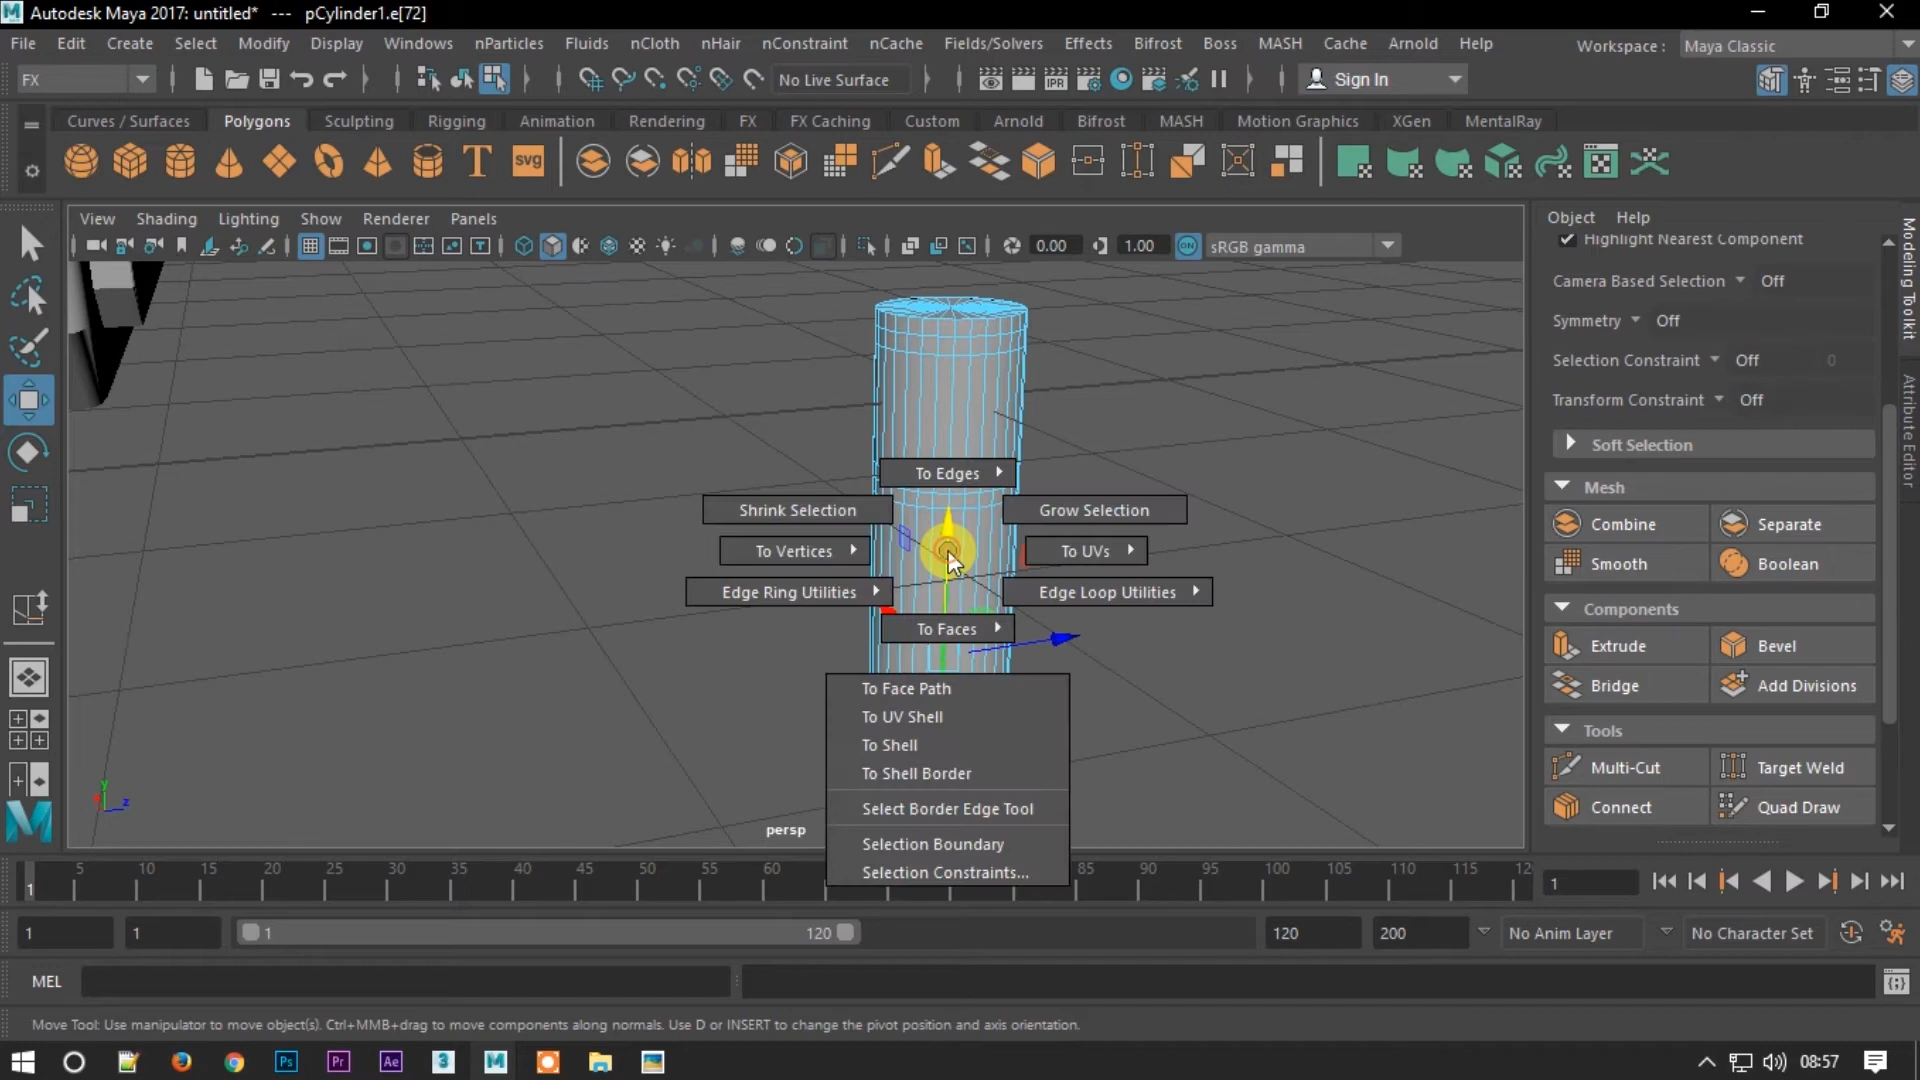 Autodesk Maya 2017: untitled* --- pCylinder1.e[72]
File Edit Create Select Modify Display Windows nParticles Fluids nCloth nHair nConstraint nCache Fields/Solvers Effects Bifrost Boss MASH Cache Arnold Help Workspace : Maya Classic
FX No Live Surface IPR Sign In
Curves / Surfaces Polygons Sculpting Rigging Animation Rendering FX FX Caching Custom Arnold Bifrost MASH Motion Graphics XGen MentalRay
T svg
View Shading Lighting Show Renderer Panels
0.00 1.00 ON sRGB gamma
Object Help
Highlight Nearest Component
Camera Based Selection Off
Symmetry Off
Selection Constraint Off 0
Transform Constraint Off
Soft Selection
Mesh
Combine Separate
Smooth Boolean
Components
Extrude Bevel
Bridge Add Divisions
Tools
Multi-Cut Target Weld
Connect Quad Draw
Modeling Toolkit
Attribute Editor
To Edges
Shrink Selection Grow Selection
To Vertices To UVs
Edge Ring Utilities Edge Loop Utilities
To Faces
To Face Path
To UV Shell
To Shell
To Shell Border
Select Border Edge Tool
Selection Boundary
Selection Constraints...
y
z
persp
5 10 15 20 25 30 35 40 45 50 55 60 85 90 95 100 105 110 115 12
1 1
1 1 1 120 120 200 No Anim Layer No Character Set
MEL
Move Tool: Use manipulator to move object(s). Ctrl+MMB+drag to move components along normals. Use D or INSERT to change the pivot position and axis orientation.
Ps Pr Ae 3 M 08:57